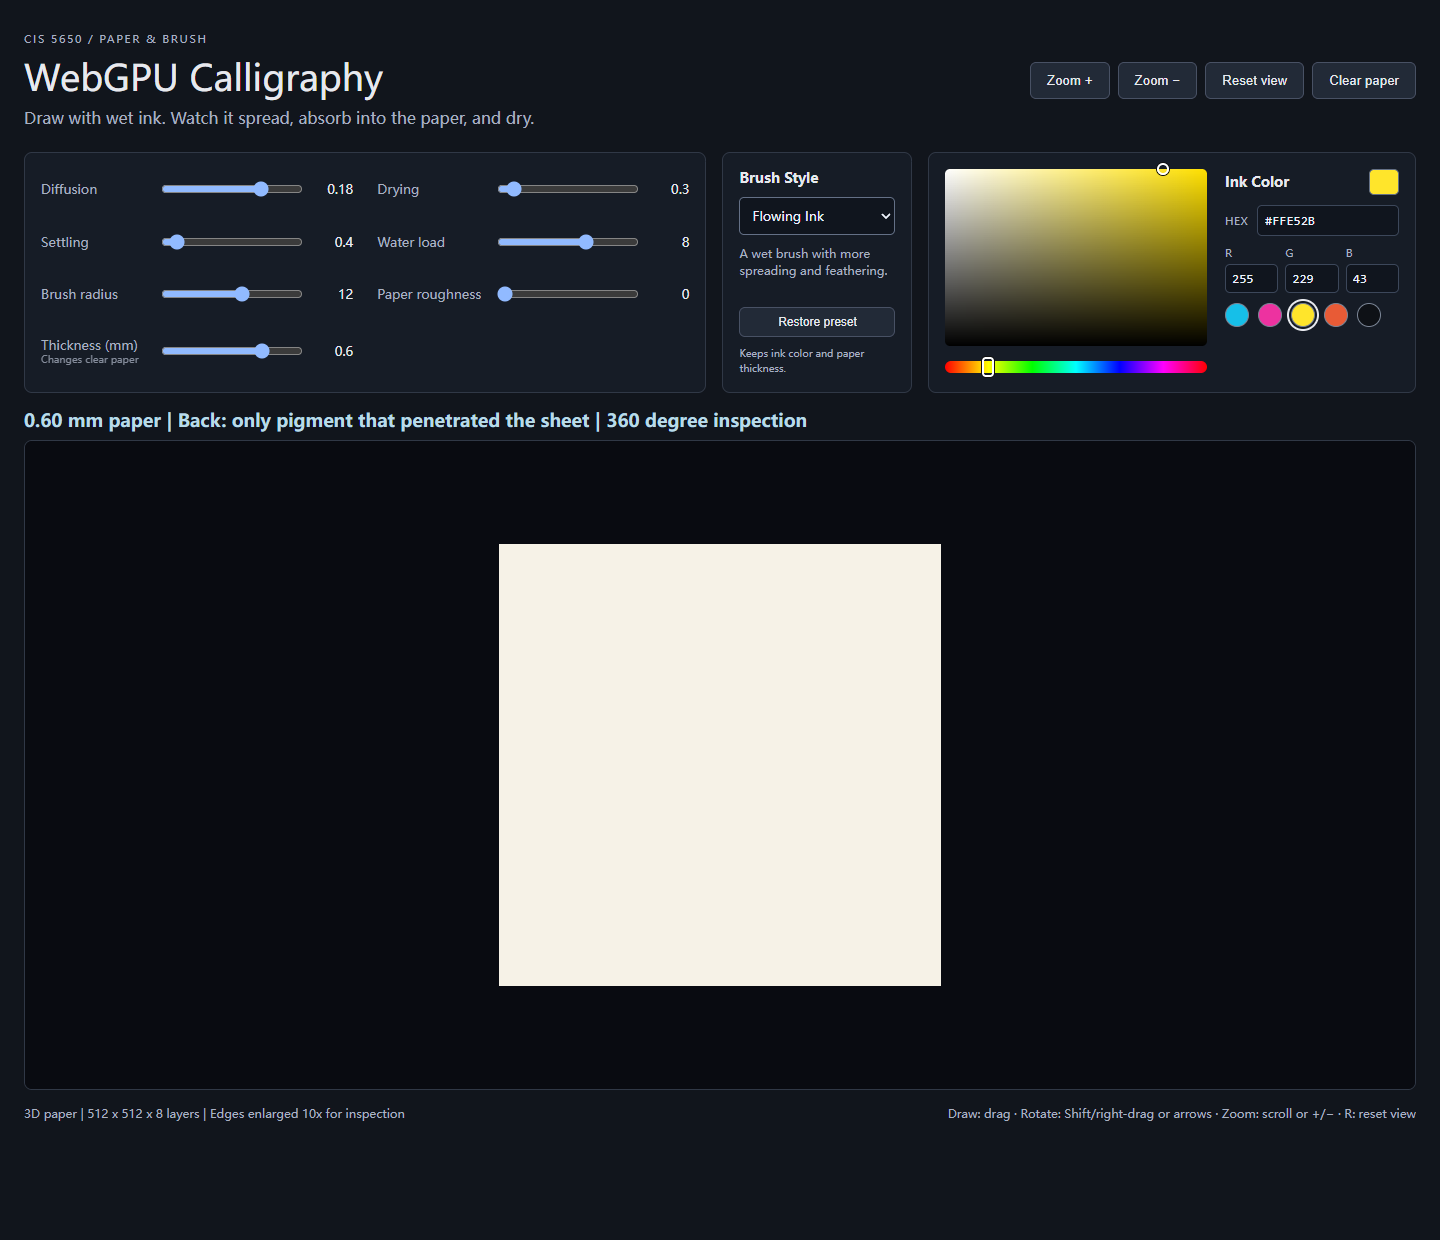 CIS 5650 / PAPER & BRUSH
WebGPU Calligraphy
Draw with wet ink. Watch it spread, absorb into the paper, and dry.
Zoom +
Zoom −
Reset view
Clear paper
Diffusion 0.18 Drying 0.3
Settling 0.4 Water load 8
Brush radius 12 Paper roughness 0
Thickness (mm) 0.6
Changes clear paper
Brush Style
Flowing Ink
A wet brush with more
spreading and feathering.
Restore preset
Keeps ink color and paper
thickness.
Ink Color
HEX #FFE52B
R G B
255 229 43
0.60 mm paper | Back: only pigment that penetrated the sheet | 360 degree inspection
3D paper | 512 x 512 x 8 layers | Edges enlarged 10x for inspection
Draw: drag · Rotate: Shift/right-drag or arrows · Zoom: scroll or +/− · R: reset view